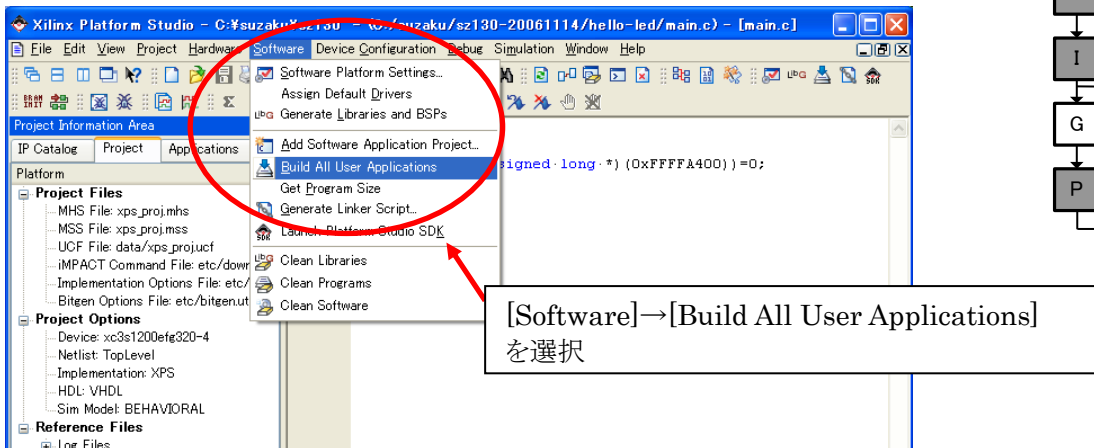 Xilinx Platform Studio - C:¥suzaku¥sz130 - (C:/suzaku/sz130-20061114/hello-led/main.c) - [main.c]
File Edit View Project Hardware Software Device Configuration Debug Simulation Window Help
Software Platform Settings...
Assign Default Drivers
Generate Libraries and BSPs
Add Software Application Project...
Build All User Applications
Get Program Size
Generate Linker Script...
Launch Platform Studio SDK
Clean Libraries
Clean Programs
Clean Software
Project Information Area
IP Catalog Project Applications
Platform
Project Files
MHS File: xps_proj.mhs
MSS File: xps_proj.mss
UCF File: data/xps_proj.ucf
iMPACT Command File: etc/down
Implementation Options File: etc/
Bitgen Options File: etc/bitgen.ut
Project Options
Device: xc3s1200efg320-4
Netlist: TopLevel
Implementation: XPS
HDL: VHDL
Sim Model: BEHAVIORAL
Reference Files
Log Files
signed long *) (0xFFFFA400))=0;
[Software]→[Build All User Applications]
を選択
I
G
P